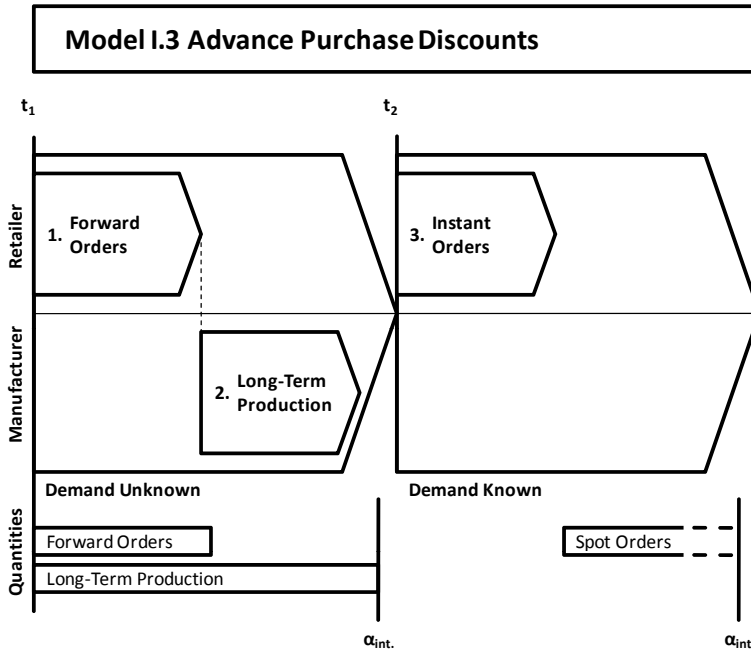 Model I.3 Advance Purchase Discounts
t1
t2
Retailer
1. Forward
Orders
3. Instant
Orders
Manufacturer
2. Long-Term
Production
Demand Unknown
Demand Known
Quantities
Forward Orders
Spot Orders
Long-Term Production
αint.
αint